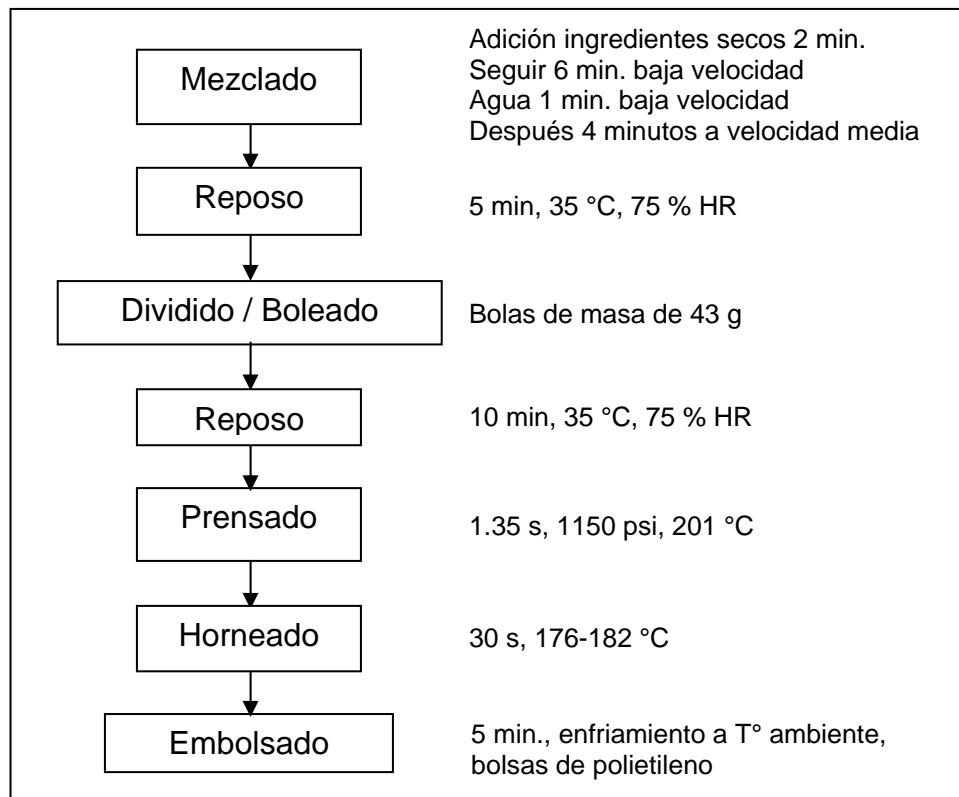 Mezclado
Adición ingredientes secos 2 min.
Seguir 6 min. baja velocidad
Agua 1 min. baja velocidad
Después 4 minutos a velocidad media
Reposo
5 min, 35 °C, 75 % HR
Dividido / Boleado
Bolas de masa de 43 g
Reposo
10 min, 35 °C, 75 % HR
Prensado
1.35 s, 1150 psi, 201 °C
Horneado
30 s, 176-182 °C
Embolsado
5 min., enfriamiento a T° ambiente,
bolsas de polietileno